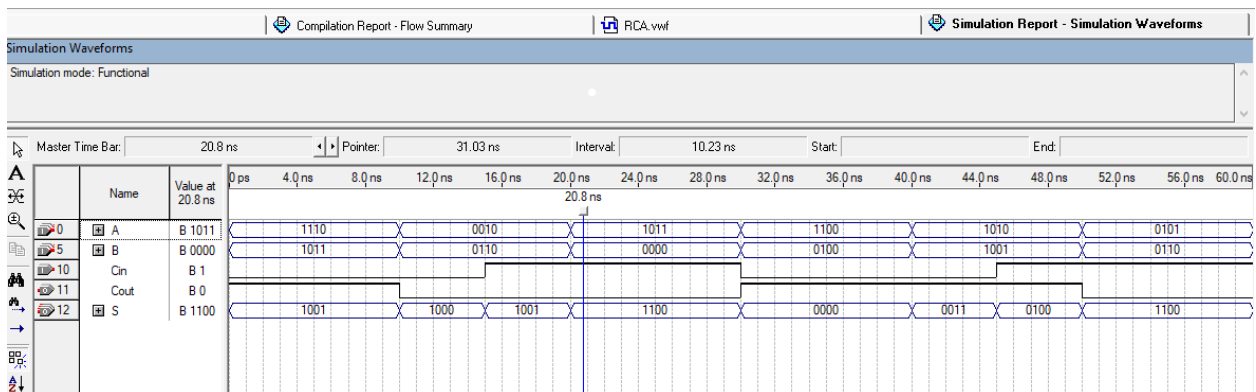 Compilation Report - Flow Summary RCA.vwf Simulation Report - Simulation Waveforms
Simulation Waveforms
Simulation mode: Functional
Master Time Bar: 20.8 ns Pointer: 31.03 ns Interval: 10.23 ns Start: End:
Name Value at 20.8 ns 0 ps 4.0 ns 8.0 ns 12.0 ns 16.0 ns 20.0 ns 24.0 ns 28.0 ns 32.0 ns 36.0 ns 40.0 ns 44.0 ns 48.0 ns 52.0 ns 56.0 ns 60.0 ns
20.8 ns
0 A B 1011 1110 0010 1011 1100 1010 0101
5 B B 0000 1011 0110 0000 0100 1001 0110
10 Cin B 1
11 Cout B 0
12 S B 1100 1001 1000 1001 1100 0000 0011 0100 1100